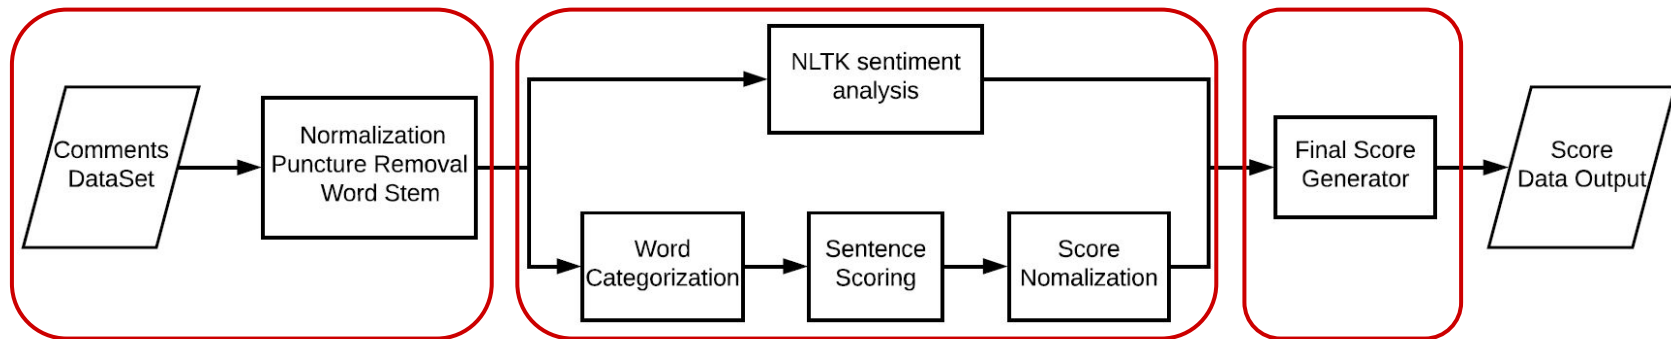 Comments
DataSet
Normalization
Puncture Removal
Word Stem
NLTK sentiment
analysis
Word
Categorization
Sentence
Scoring
Score
Nomalization
Final Score
Generator
Score
Data Output